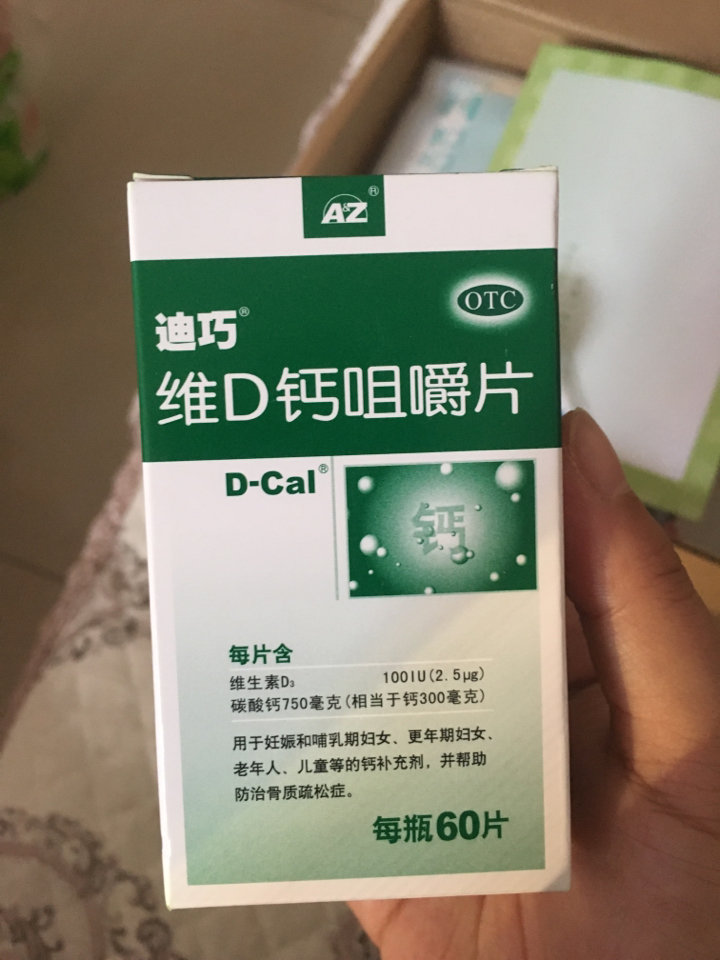 A&Z®
OTC
迪巧®
维D钙咀嚼片
D-Cal®
钙
每片含
维生素D₃ 100IU(2.5μg)
碳酸钙750毫克(相当于钙300毫克)
用于妊娠和哺乳期妇女、更年期妇女、
老年人、儿童等的钙补充剂，并帮助
防治骨质疏松症。
每瓶60片